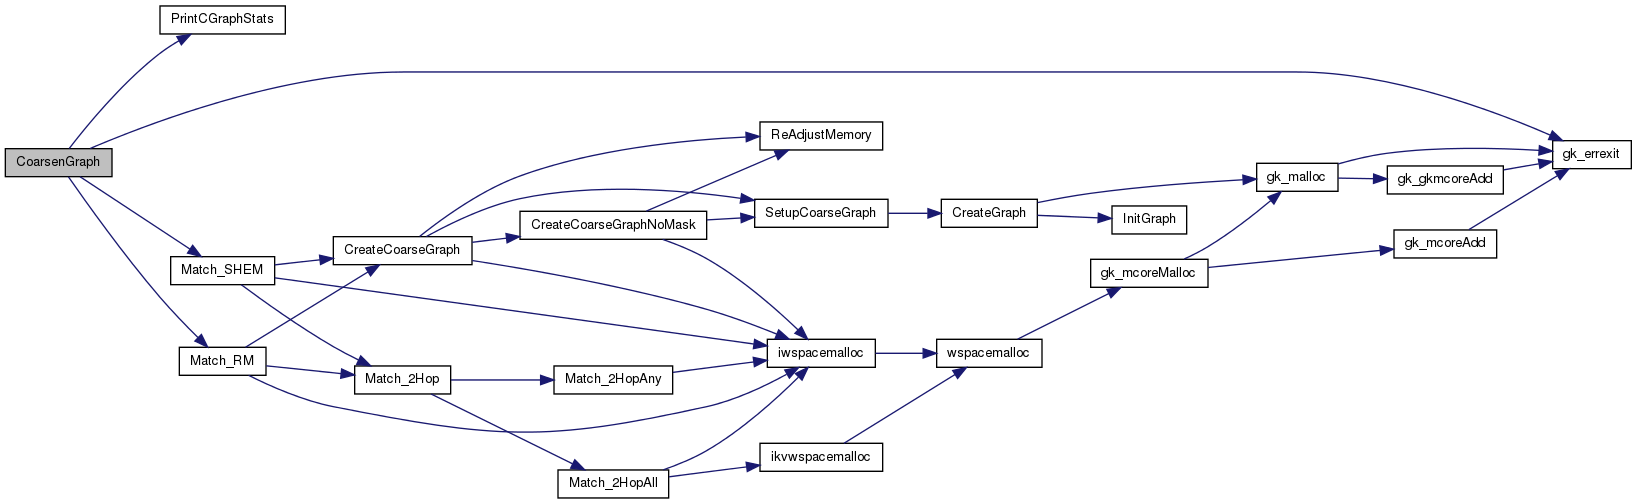 PrintCGraphStats
CoarsenGraph
ReAdjustMemory
gk_errexit
gk_malloc
gk_gkmcoreAdd
SetupCoarseGraph
CreateGraph
InitGraph
CreateCoarseGraphNoMask
CreateCoarseGraph
gk_mcoreAdd
Match_SHEM
gk_mcoreMalloc
iwspacemalloc
wspacemalloc
Match_RM
Match_2Hop
Match_2HopAny
ikvwspacemalloc
Match_2HopAll